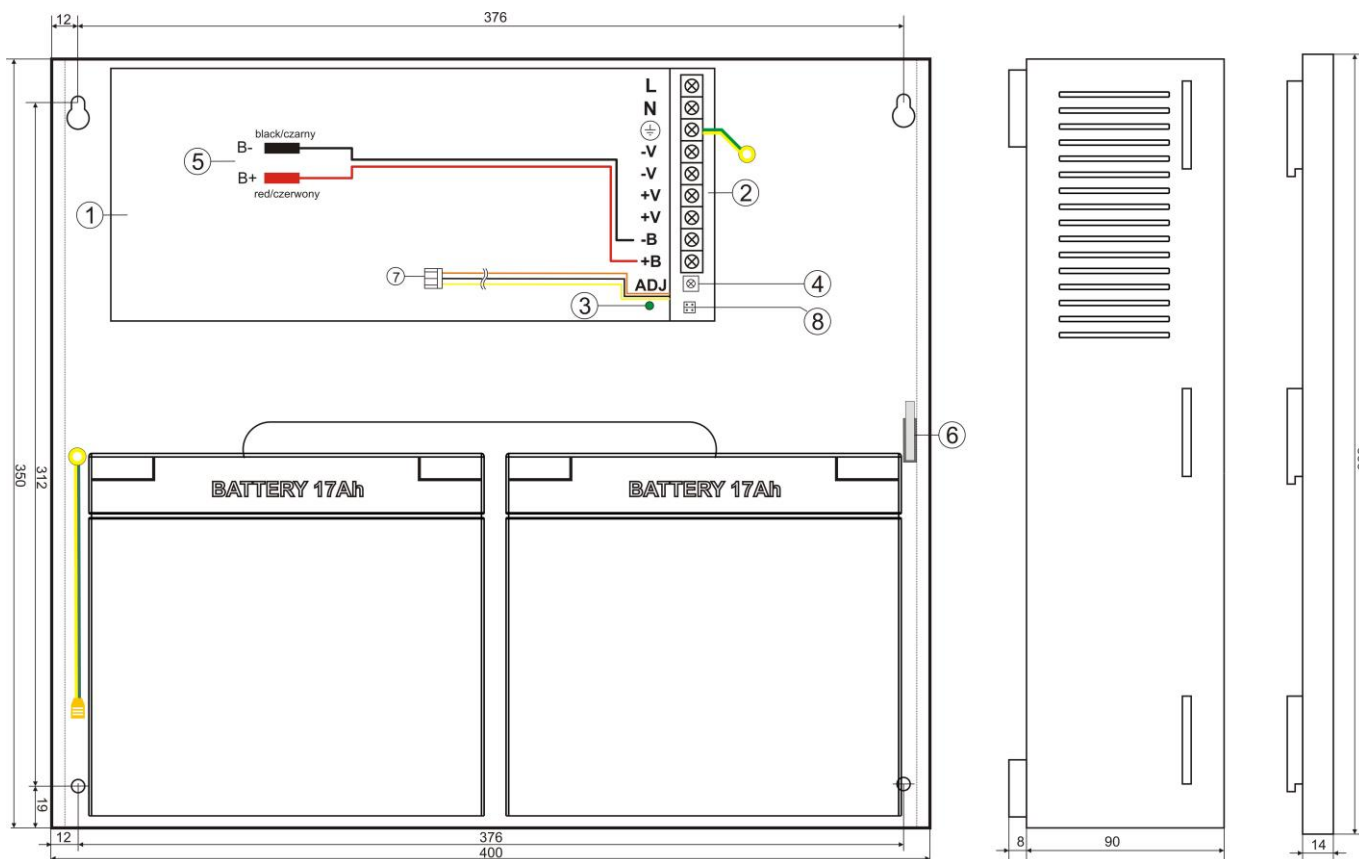 12
376
L
N
-V
-V
+V
+V
-B
+B
ADJ
black/czarny
B-
B+
red/czerwony
5
1
2
7
3
4
8
6
350
312
BATTERY 17Ah
BATTERY 17Ah
19
12
376
400
8
90
14